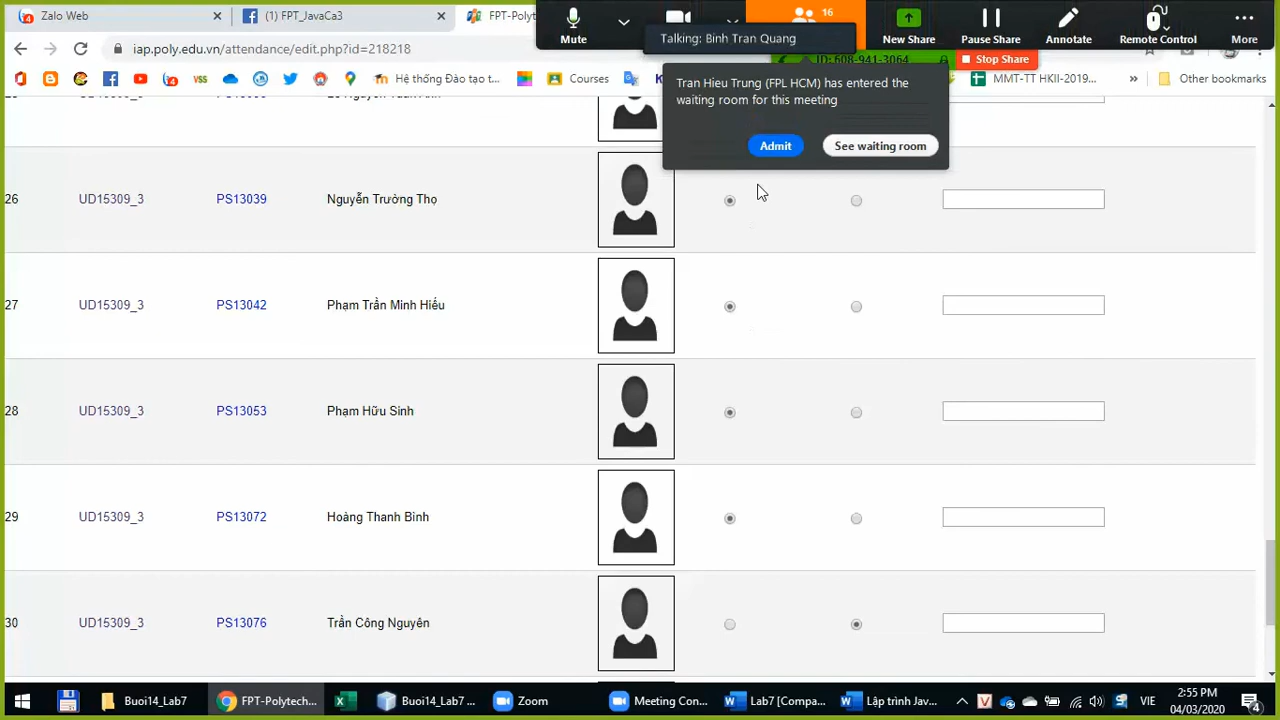 Zalo Web
(1) FPT_JavaCa3
FPT-Poly
16
Mute
Talking: Binh Tran Quang
New Share
Pause Share
Annotate
Remote Control
More
iap.poly.edu.vn/attendance/edit.php?id=218218
Stop Share
Hệ thống Đào tạo t...
Courses
MMT-TT HKII-2019...
»
Other bookmarks
Tran Hieu Trung (FPL HCM) has entered the
waiting room for this meeting
Admit
See waiting room
26 UD15309_3 PS13039 Nguyễn Trường Thọ
27 UD15309_3 PS13042 Phạm Trần Minh Hiếu
28 UD15309_3 PS13053 Phạm Hữu Sinh
29 UD15309_3 PS13072 Hoàng Thanh Bình
30 UD15309_3 PS13076 Trần Công Nguyên
Buoi14_Lab7
FPT-Polytech...
Buoi14_Lab7 ...
Zoom
Meeting Con...
Lab7 [Compa...
Lập trình Jav...
VIE
2:55 PM
04/03/2020
4